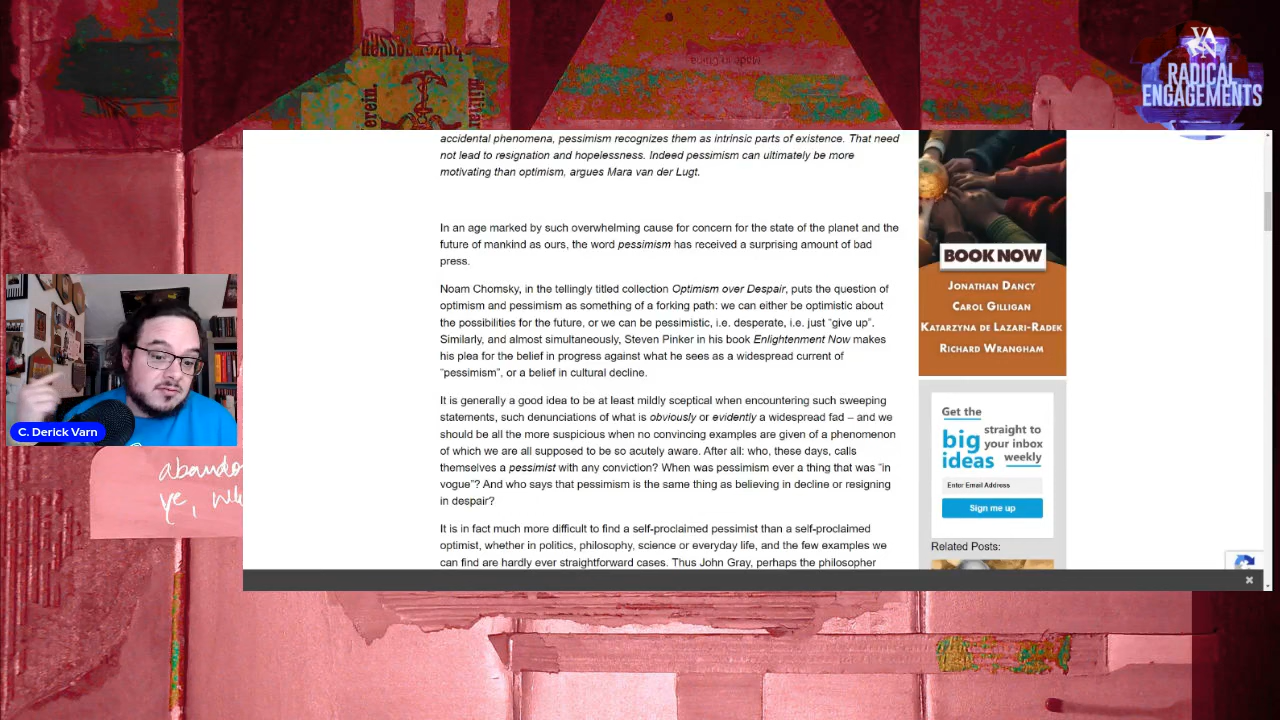 Made in China
erein.
VARN
RADICAL
ENGAGEMENTS
accidental phenomena, pessimism recognizes them as intrinsic parts of existence. That need
not lead to resignation and hopelessness. Indeed pessimism can ultimately be more
motivating than optimism, argues Mara van der Lugt.
In an age marked by such overwhelming cause for concern for the state of the planet and the
future of mankind as ours, the word pessimism has received a surprising amount of bad
press.
Noam Chomsky, in the tellingly titled collection Optimism over Despair, puts the question of
optimism and pessimism as something of a forking path: we can either be optimistic about
the possibilities for the future, or we can be pessimistic, i.e. desperate, i.e. just “give up”.
Similarly, and almost simultaneously, Steven Pinker in his book Enlightenment Now makes
his plea for the belief in progress against what he sees as a widespread current of
“pessimism”, or a belief in cultural decline.
It is generally a good idea to be at least mildly sceptical when encountering such sweeping
statements, such denunciations of what is obviously or evidently a widespread fad – and we
should be all the more suspicious when no convincing examples are given of a phenomenon
of which we are all supposed to be so acutely aware. After all: who, these days, calls
themselves a pessimist with any conviction? When was pessimism ever a thing that was “in
vogue”? And who says that pessimism is the same thing as believing in decline or resigning
in despair?
It is in fact much more difficult to find a self-proclaimed pessimist than a self-proclaimed
optimist, whether in politics, philosophy, science or everyday life, and the few examples we
can find are hardly ever straightforward cases. Thus John Gray, perhaps the philosopher
BOOK NOW
JONATHAN DANCY
CAROL GILLIGAN
KATARZYNA DE LAZARI-RADEK
RICHARD WRANGHAM
Get the
big
ideas
straight to
your inbox
weekly
Enter Email Address
Sign me up
Related Posts:
C. Derick Varn
abando
ye,